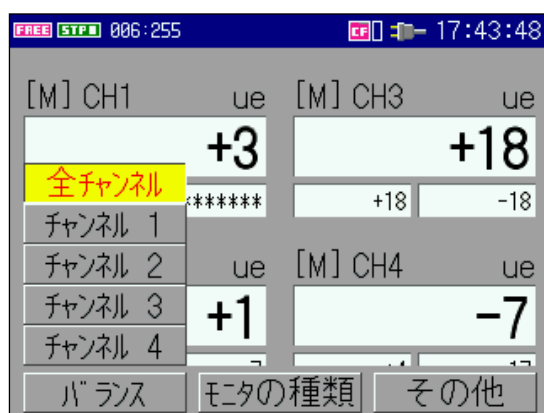 FREE STP 006:255 CF 17:43:48
[M] CH1 ue [M] CH3 ue
+3 +18
全チャンネル
******* +18 -18
チャンネル 1
チャンネル 2 ue [M] CH4 ue
チャンネル 3 +1 -7
チャンネル 4
バランス モニタの種類 その他